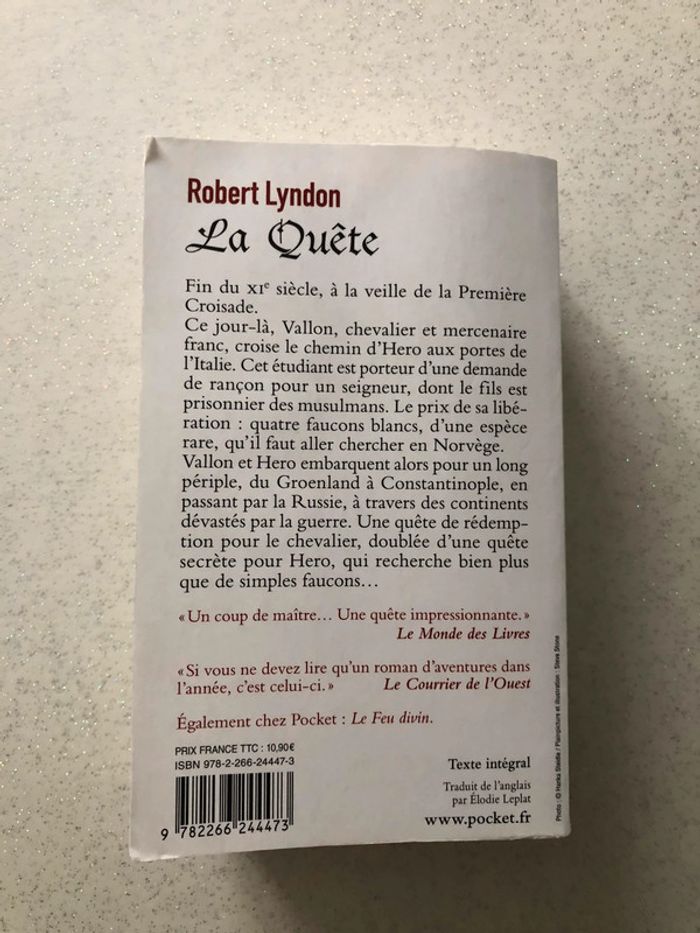 Robert Lyndon
La Quête
Fin du XIe siècle, à la veille de la Première
Croisade.
Ce jour-là, Vallon, chevalier et mercenaire
franc, croise le chemin d'Hero aux portes de
l'Italie. Cet étudiant est porteur d'une demande
de rançon pour un seigneur, dont le fils est
prisonnier des musulmans. Le prix de sa libé-
ration : quatre faucons blancs, d'une espèce
rare, qu'il faut aller chercher en Norvège.
Vallon et Hero embarquent alors pour un long
périple, du Groenland à Constantinople, en
passant par la Russie, à travers des continents
dévastés par la guerre. Une quête de rédemp-
tion pour le chevalier, doublée d'une quête
secrète pour Hero, qui recherche bien plus
que de simples faucons...
« Un coup de maître... Une quête impressionnante. »
Le Monde des Livres
« Si vous ne devez lire qu'un roman d'aventures dans
l'année, c'est celui-ci. » Le Courrier de l'Ouest
Également chez Pocket : Le Feu divin.
PRIX FRANCE TTC : 10,90€
ISBN 978-2-266-24447-3
9 782266 244473
Texte intégral
Traduit de l'anglais
par Élodie Leplat
www.pocket.fr
Photo : © Hanka Steidle / Plainpicture et illustration : Steve Stone